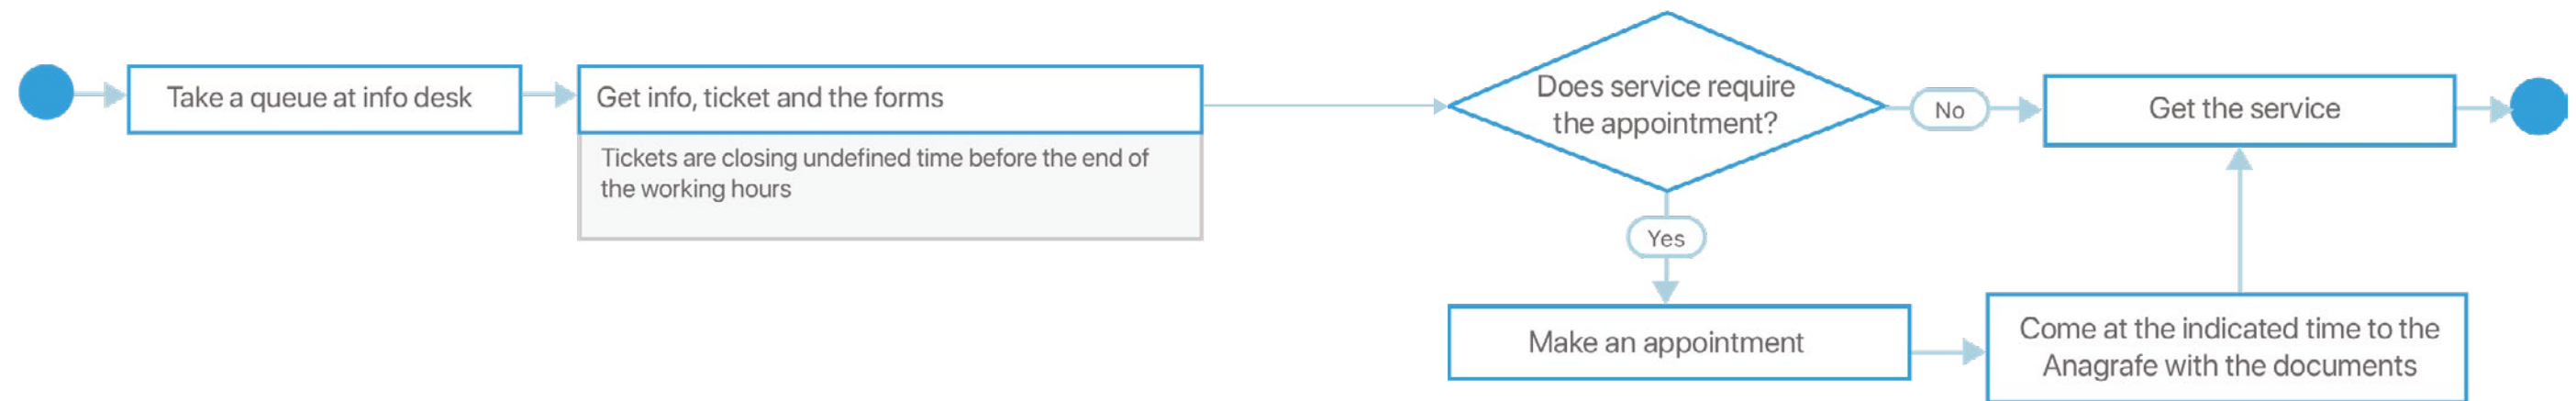 Take a queue at info desk
Get info, ticket and the forms
Tickets are closing undefined time before the end of
the working hours
Does service require
the appointment?
No
Get the service
Yes
Make an appointment
Come at the indicated time to the
Anagrafe with the documents